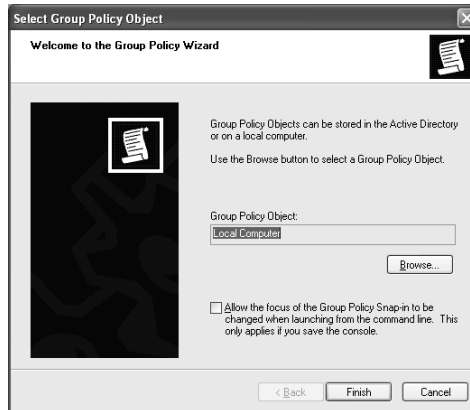 Select Group Policy Object
Welcome to the Group Policy Wizard
Group Policy Objects can be stored in the Active Directory
or on a local computer.
Use the Browse button to select a Group Policy Object.
Group Policy Object:
Local Computer
Browse...
Allow the focus of the Group Policy Snap-in to be
changed when launching from the command line. This
only applies if you save the console.
< Back Finish Cancel